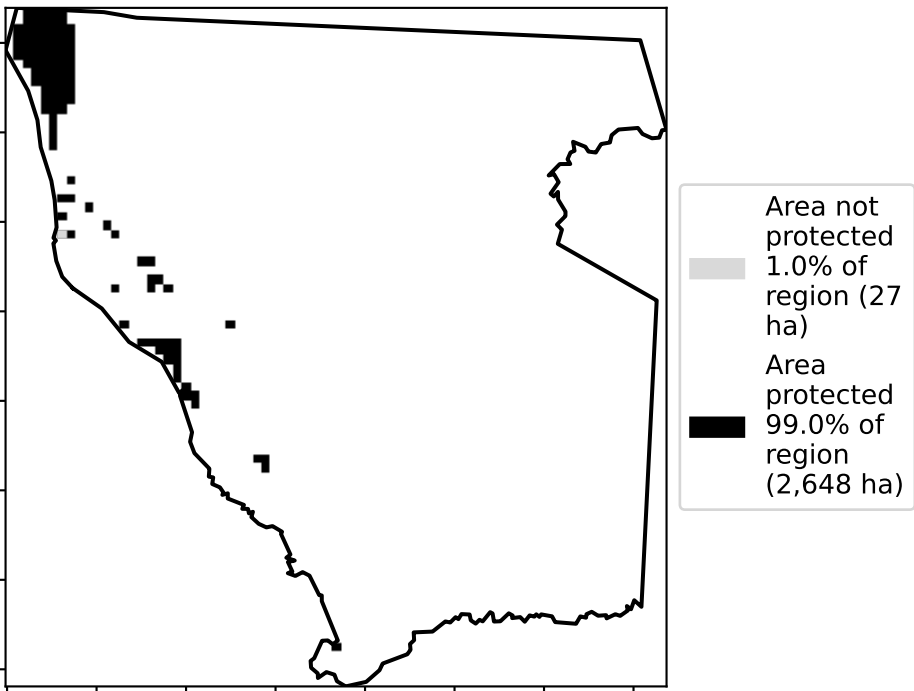 Area not
protected
1.0% of
region (27
ha)
Area
protected
99.0% of
region
(2,648 ha)